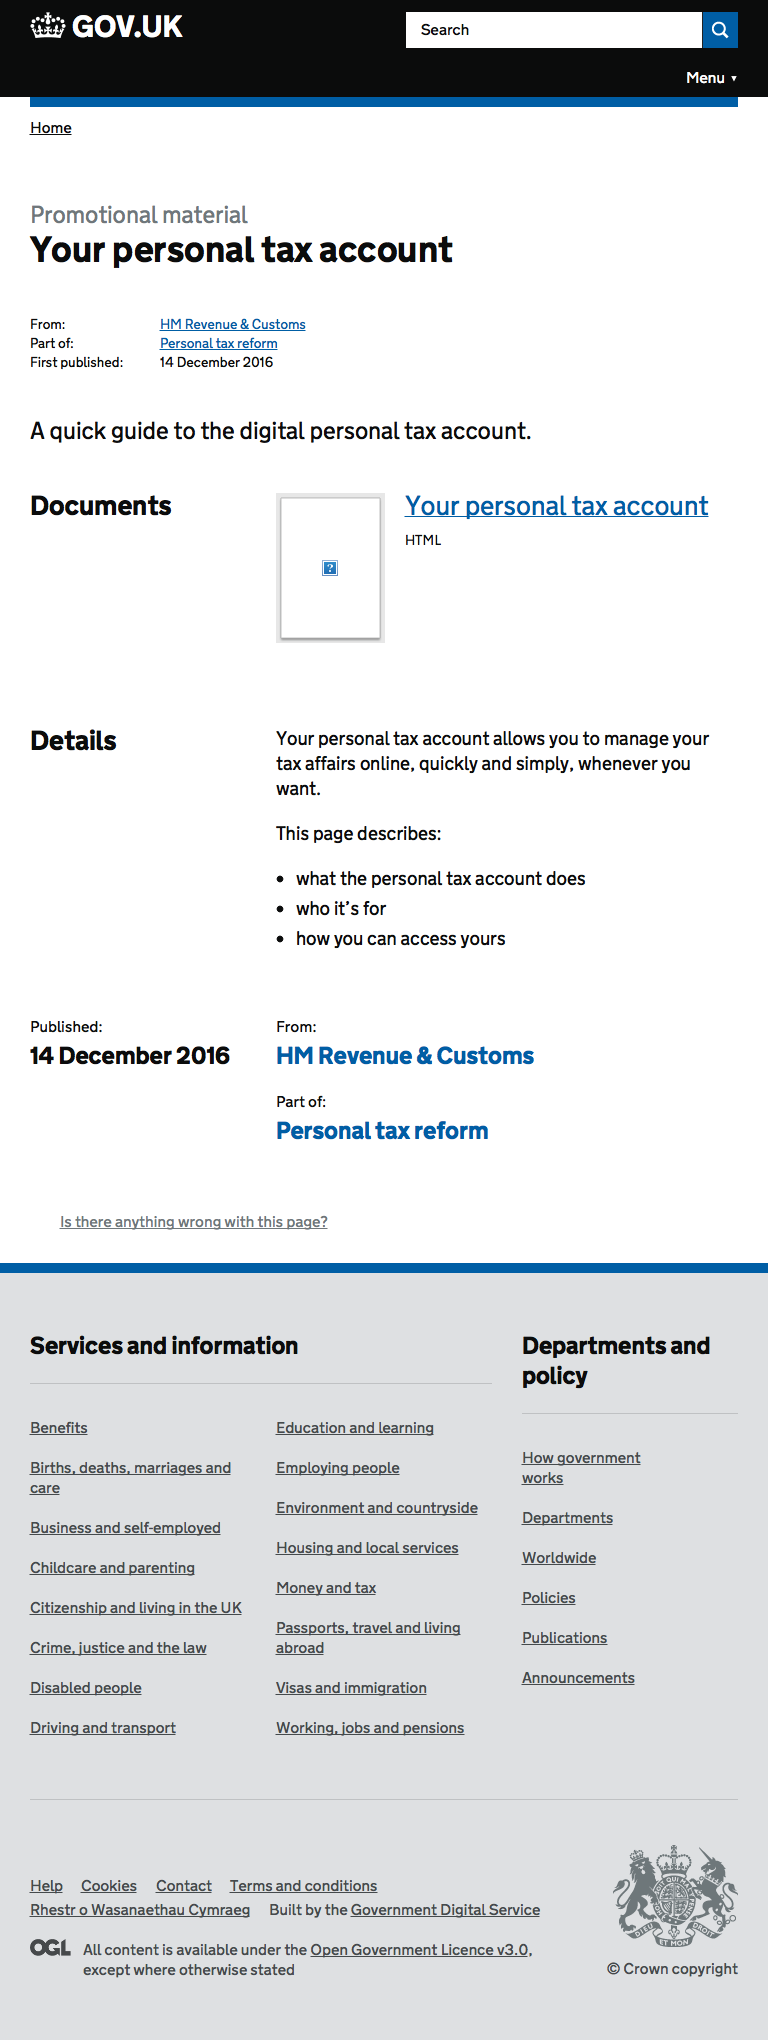 GOV.UK
Search
Menu ▼
Home
Promotional material
Your personal tax account
From: HM Revenue & Customs
Part of: Personal tax reform
First published: 14 December 2016
A quick guide to the digital personal tax account.
Documents
Your personal tax account
HTML
Details
Your personal tax account allows you to manage your
tax affairs online, quickly and simply, whenever you
want.
This page describes:
• what the personal tax account does
• who it’s for
• how you can access yours
Published:
14 December 2016
From:
HM Revenue & Customs
Part of:
Personal tax reform
Is there anything wrong with this page?
Services and information
Benefits
Births, deaths, marriages and
care
Business and self-employed
Childcare and parenting
Citizenship and living in the UK
Crime, justice and the law
Disabled people
Driving and transport
Education and learning
Employing people
Environment and countryside
Housing and local services
Money and tax
Passports, travel and living
abroad
Visas and immigration
Working, jobs and pensions
Departments and
policy
How government
works
Departments
Worldwide
Policies
Publications
Announcements
Help Cookies Contact Terms and conditions
Rhestr o Wasanaethau Cymraeg Built by the Government Digital Service
OGL
All content is available under the Open Government Licence v3.0,
except where otherwise stated
DIEU ET MON DROIT
© Crown copyright